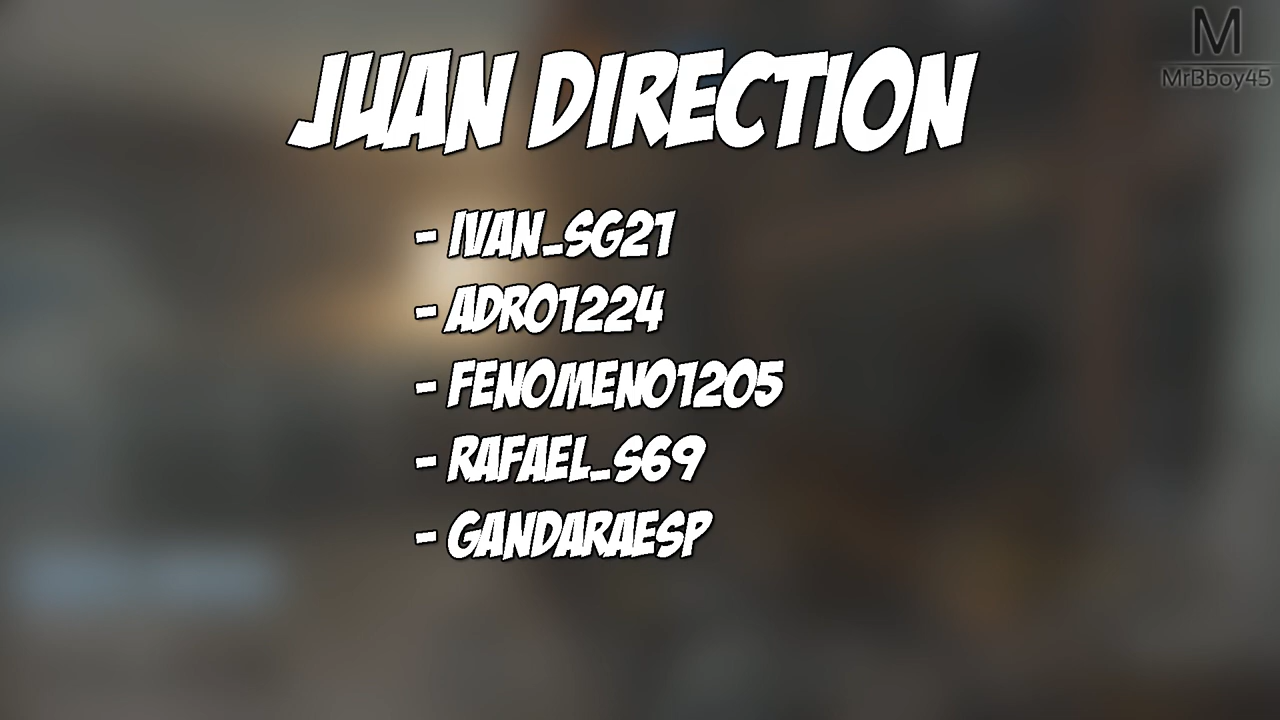 M
MrBboy45
JUAN DIRECTION
- IVAN_SG21
- ADRO1224
- FENOMENO1205
- RAFAEL_S69
- GANDARAESP